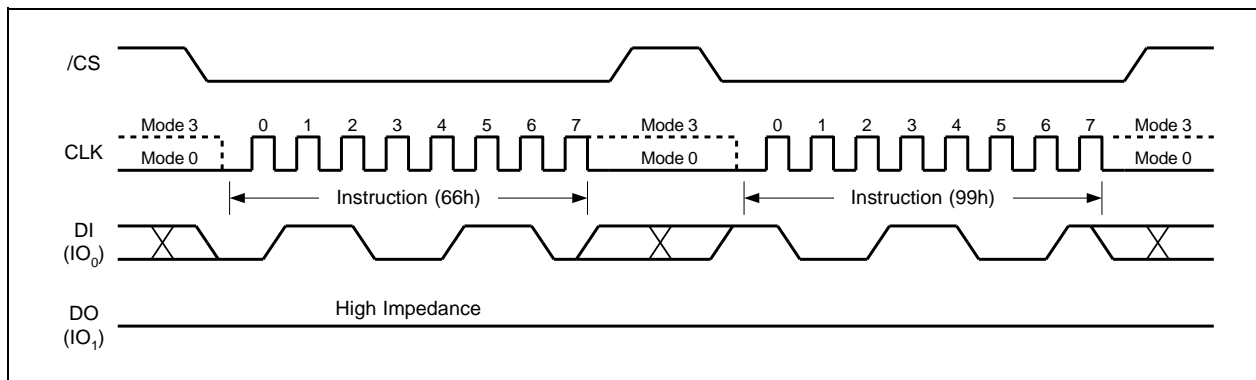 /CS
0 1 2 3 4 5 6 7 0 1 2 3 4 5 6 7
Mode 3 Mode 3 Mode 3
CLK
Mode 0 Mode 0 Mode 0
Instruction (66h) Instruction (99h)
DI
(IO0)
High Impedance
DO
(IO1)